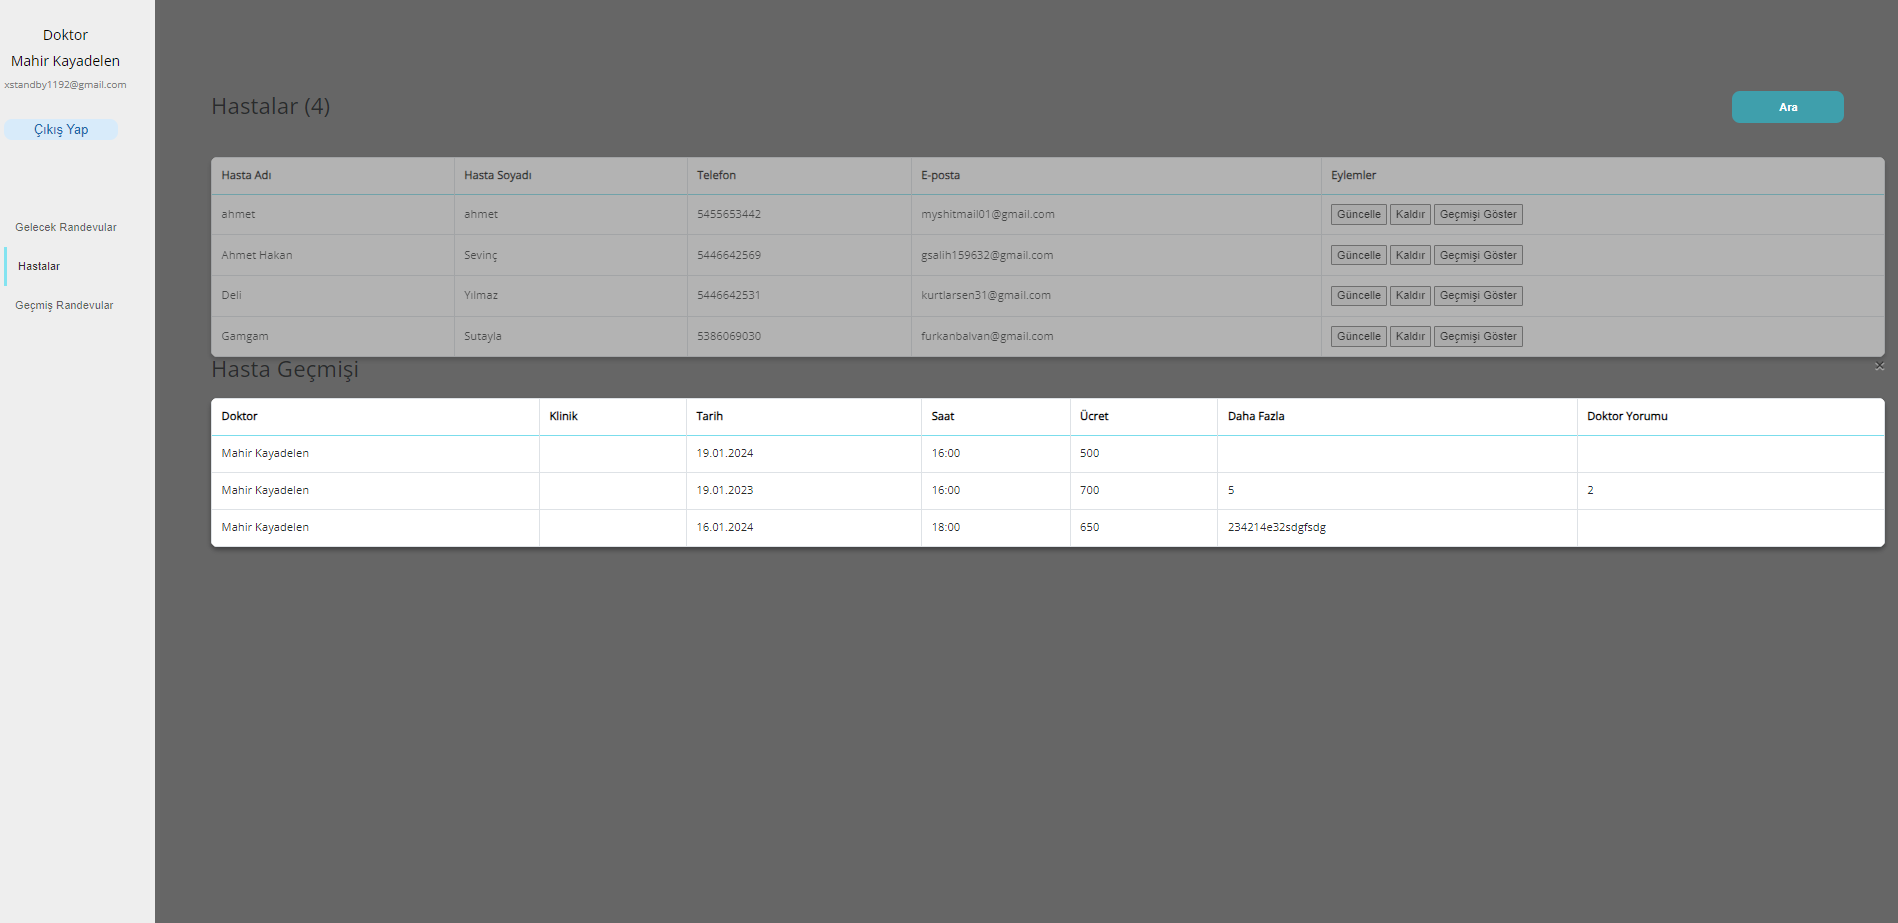 Doktor
Mahir Kayadelen
xstandby1192@gmail.com
Çıkış Yap
Gelecek Randevular
Hastalar
Geçmiş Randevular
Hastalar (4)
Ara
Hasta Adı Hasta Soyadı Telefon E-posta Eylemler
ahmet ahmet 5455653442 myshitmail01@gmail.com Güncelle Kaldır Geçmişi Göster
Ahmet Hakan Sevinç 5446642569 gsalih159632@gmail.com Güncelle Kaldır Geçmişi Göster
Deli Yılmaz 5446642531 kurtlarsen31@gmail.com Güncelle Kaldır Geçmişi Göster
Gamgam Sutayla 5386069030 furkanbalvan@gmail.com Güncelle Kaldır Geçmişi Göster
Hasta Geçmişi ×
Doktor Klinik Tarih Saat Ücret Daha Fazla Doktor Yorumu
Mahir Kayadelen 19.01.2024 16:00 500
Mahir Kayadelen 19.01.2023 16:00 700 5 2
Mahir Kayadelen 16.01.2024 18:00 650 234214e32sdgfsdg